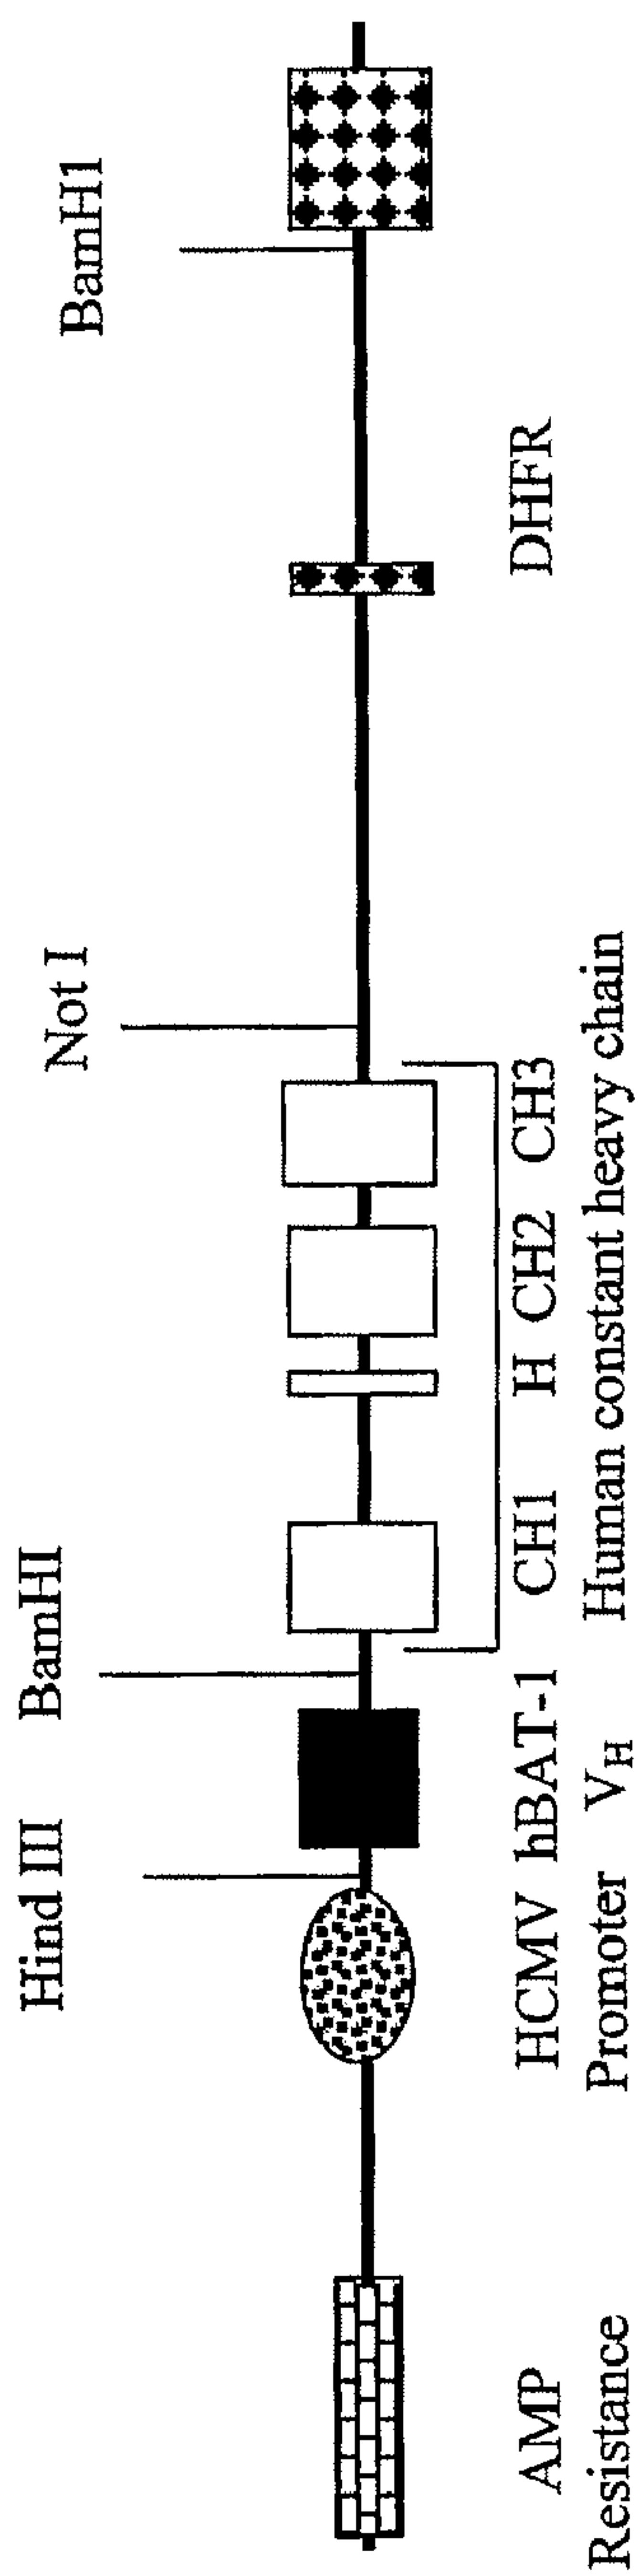 Hind III
BamHI
Not I
BamH1
AMP
Resistance
HCMV
Promoter
hBAT-1
VH
CH1
H
CH2
CH3
Human constant heavy chain
DHFR